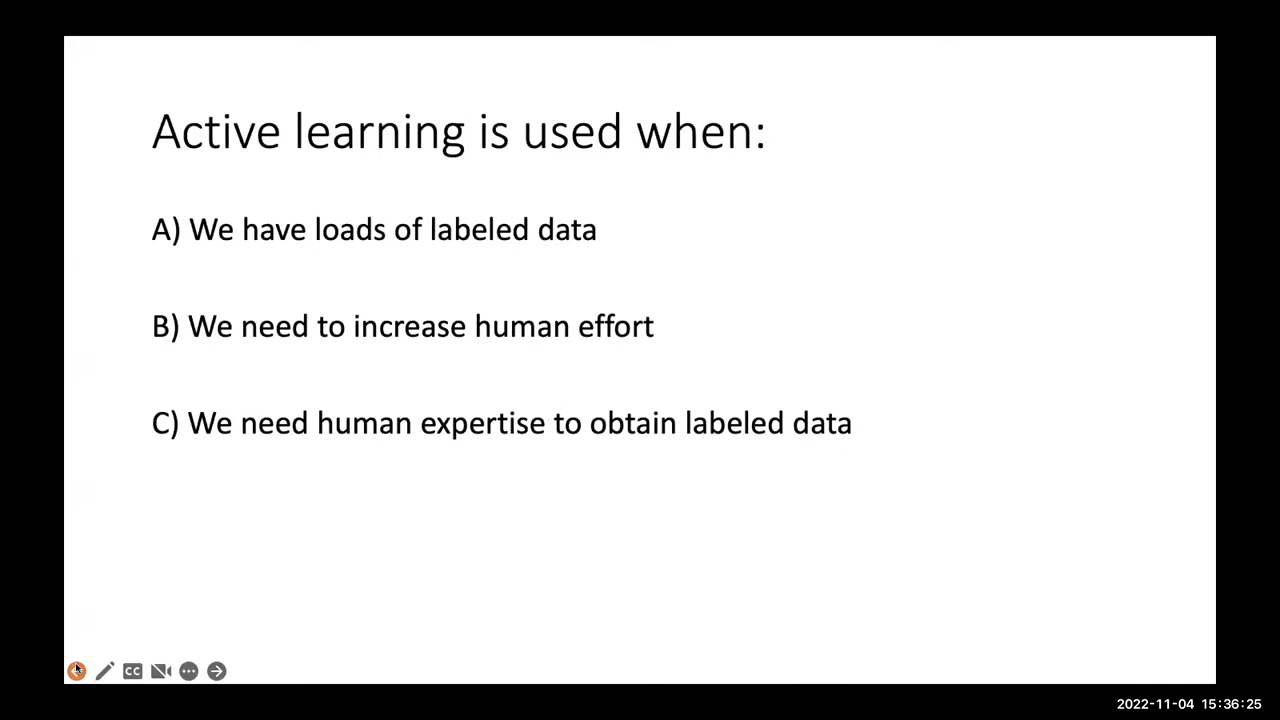 Active learning is used when:
A) We have loads of labeled data
B) We need to increase human effort
C) We need human expertise to obtain labeled data
CC
2022-11-04 15:36:25